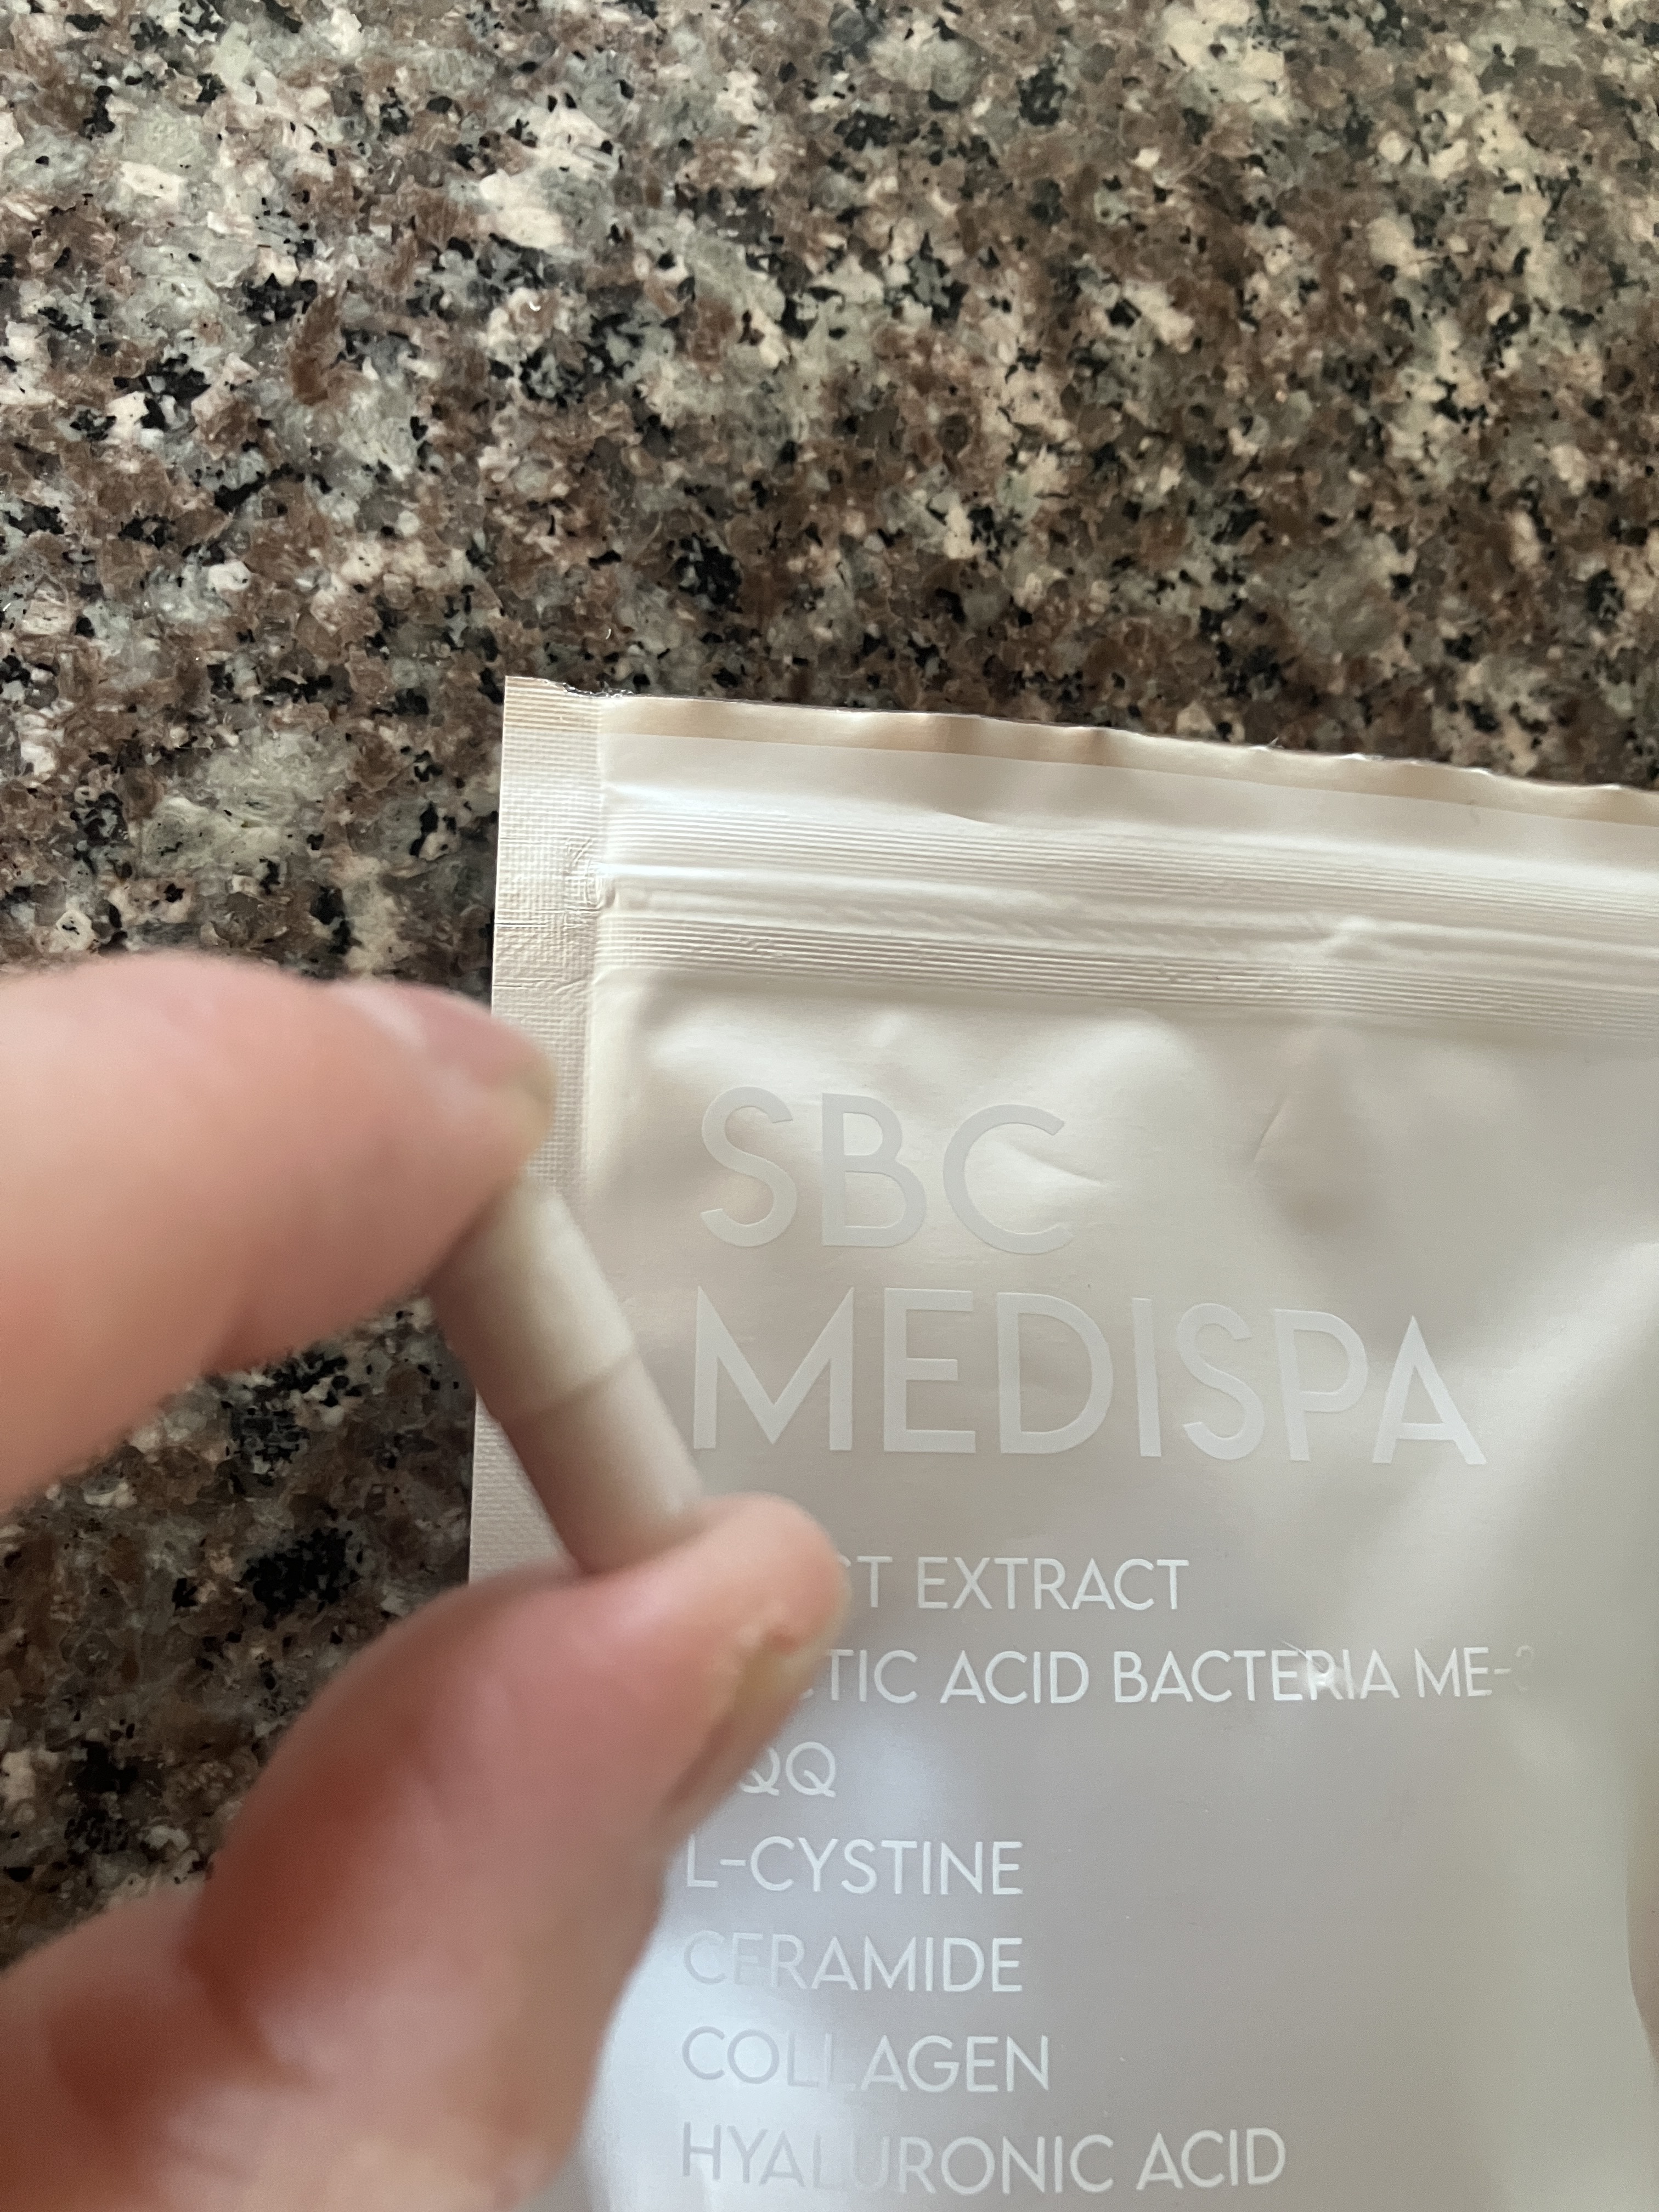 SBC
MEDISPA
EXTRACT
ACID BACTERIA
L-CYSTINE
CERAMIDE
COLLAGEN
HYALURONIC ACID